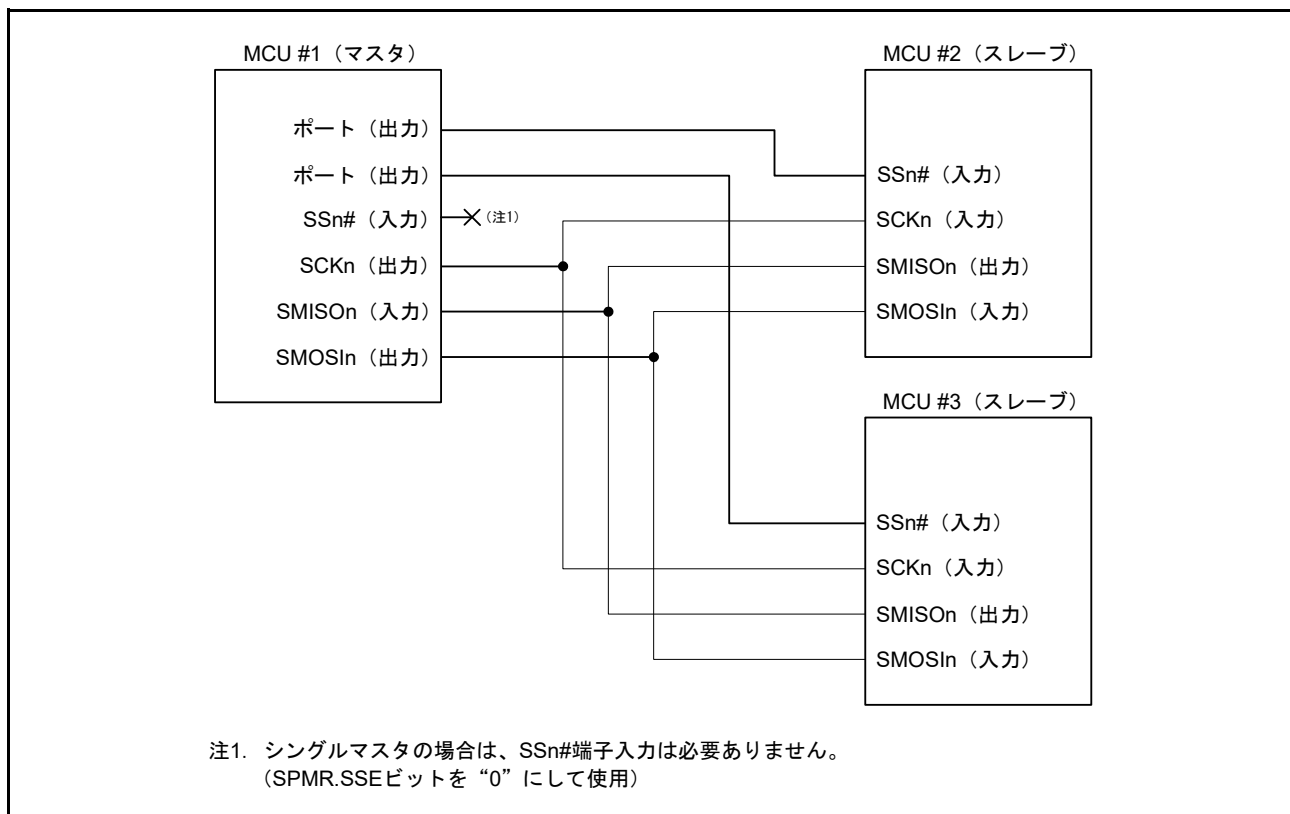 MCU #1（マスタ）
ポート（出力）
ポート（出力）
SSn#（入力）
（注1）
SCKn（出力）
SMISOn（入力）
SMOSIn（出力）
MCU #2（スレーブ）
SSn#（入力）
SCKn（入力）
SMISOn（出力）
SMOSIn（入力）
MCU #3（スレーブ）
SSn#（入力）
SCKn（入力）
SMISOn（出力）
SMOSIn（入力）
注1. シングルマスタの場合は、SSn#端子入力は必要ありません。
（SPMR.SSEビットを“0”にして使用）